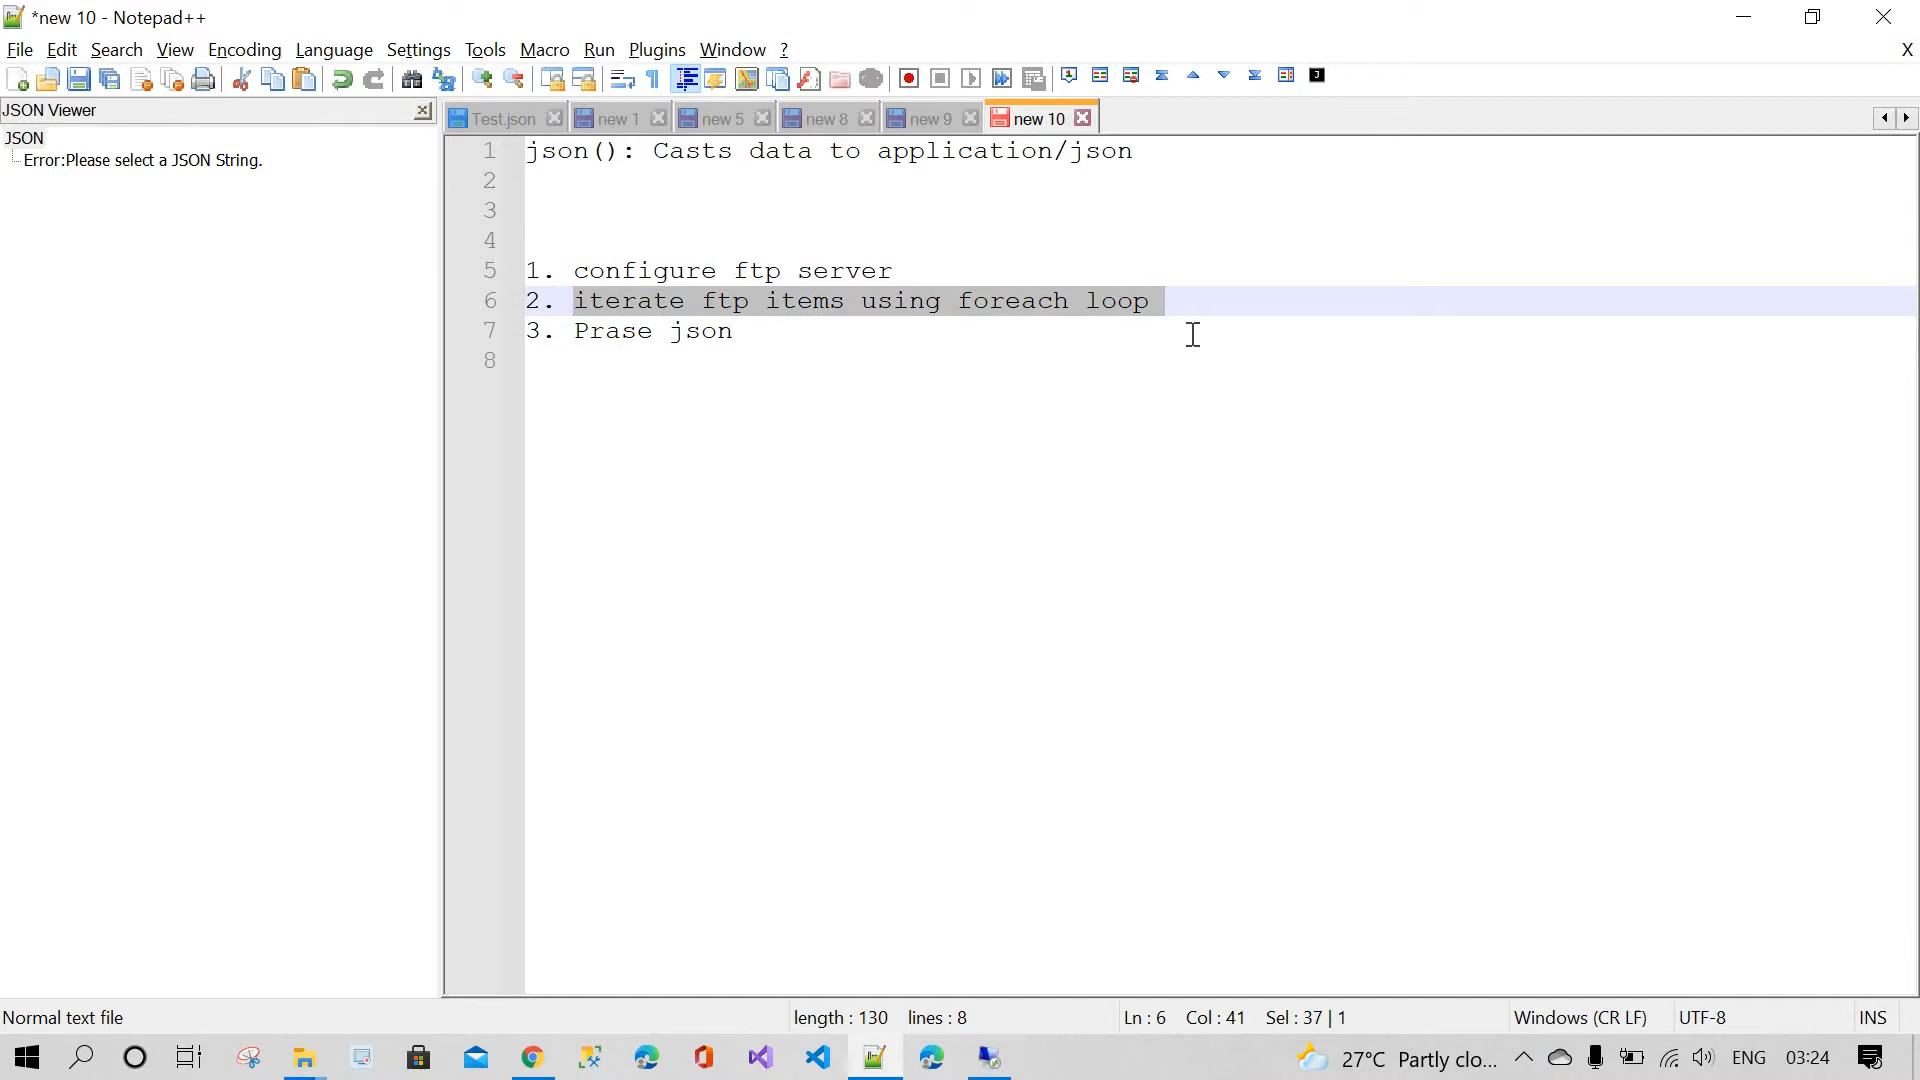 *new 10 - Notepad++
File Edit Search View Encoding Language Settings Tools Macro Run Plugins Window ? X
JSON Viewer
Test.json new 1 new 5 new 8 new 9 new 10
JSON
Error:Please select a JSON String.
1 json(): Casts data to application/json
2
3
4
5 1. configure ftp server
6 2. iterate ftp items using foreach loop
7 3. Prase json
8
Normal text file length : 130 lines : 8 Ln : 6 Col : 41 Sel : 37 | 1 Windows (CR LF) UTF-8 INS
27°C Partly clo... ENG 03:24